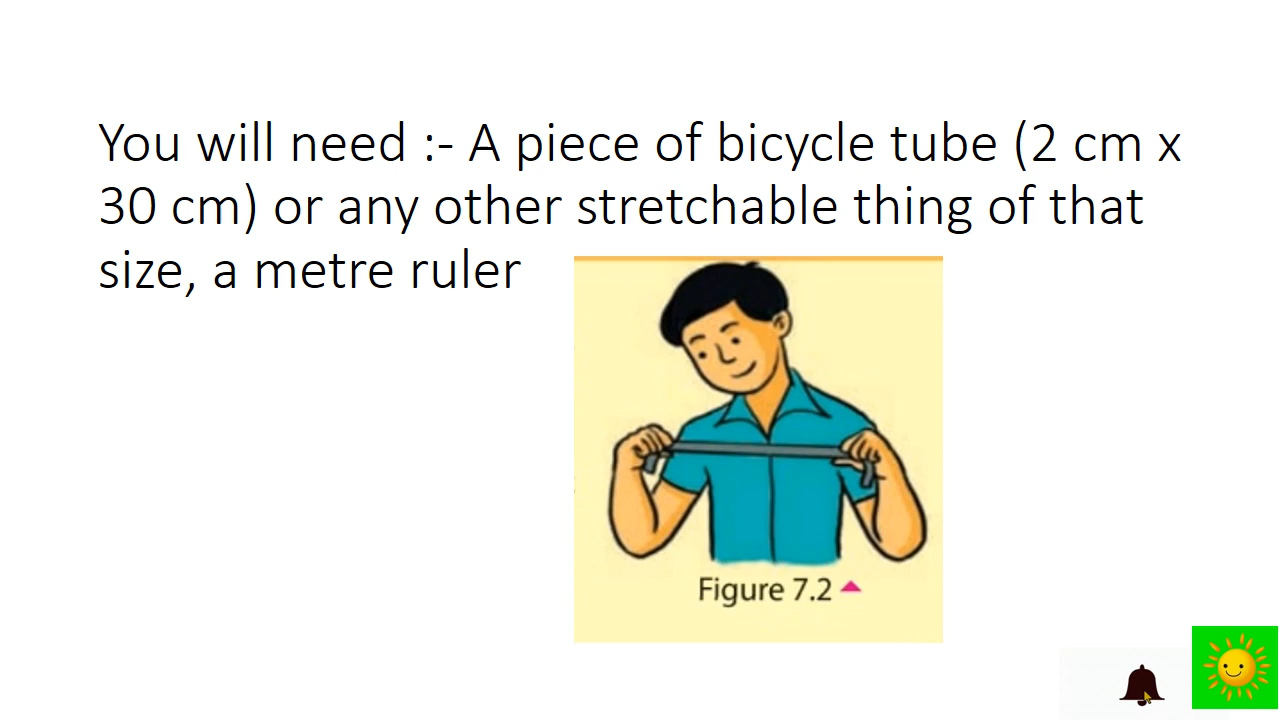 You will need :- A piece of bicycle tube (2 cm x
30 cm) or any other stretchable thing of that
size, a metre ruler
Figure 7.2